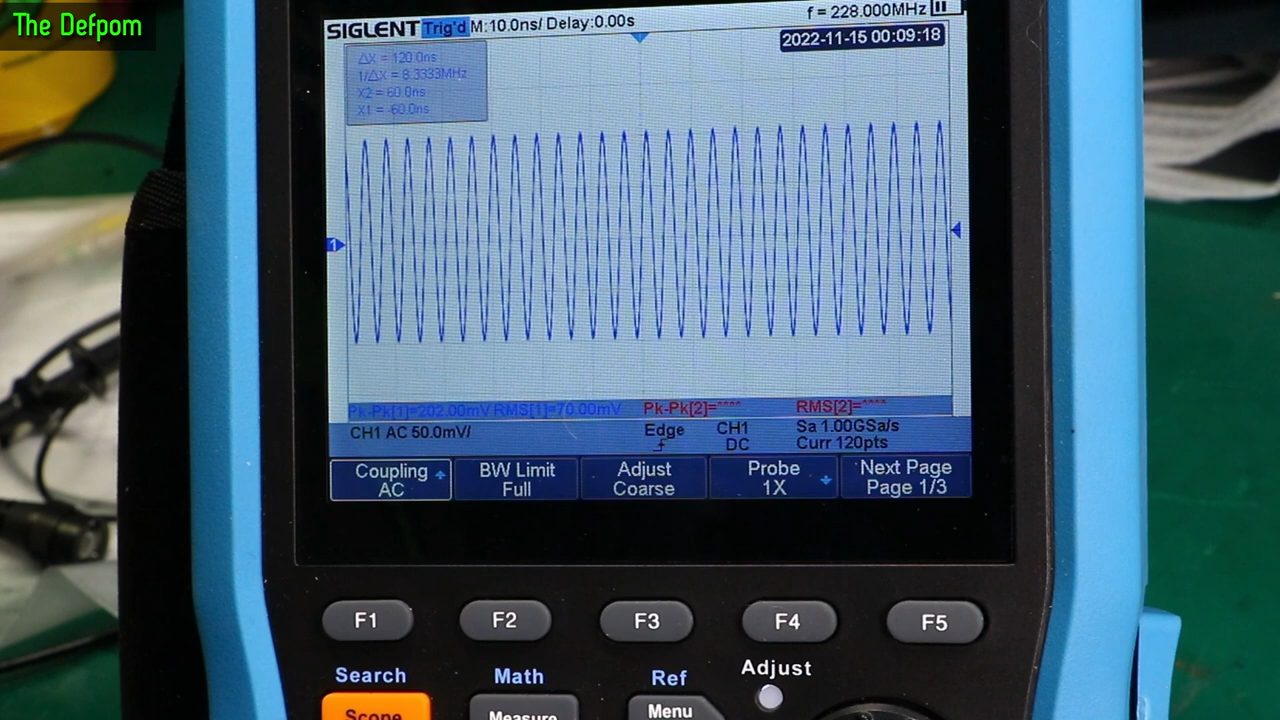 The Defpom
SIGLENT Trig'd M:10.0ns/ Delay:0.00s f = 228.000MHz
2022-11-15 00:09:18
ΔX = 120.0ns
1/ΔX = 8.3333MHz
X2 = 60.0ns
X1 = -60.0ns
1
Pk-Pk[1]=202.00mV RMS[1]=70.00mV Pk-Pk[2]=**** RMS[2]=****
CH1 AC 50.0mV/ Edge CH1 Sa 1.00GSa/s
DC Curr 120pts
Coupling BW Limit Adjust Probe Next Page
AC Full Coarse 1X Page 1/3
F1 F2 F3 F4 F5
Search Math Ref Adjust
Scope Measure Menu